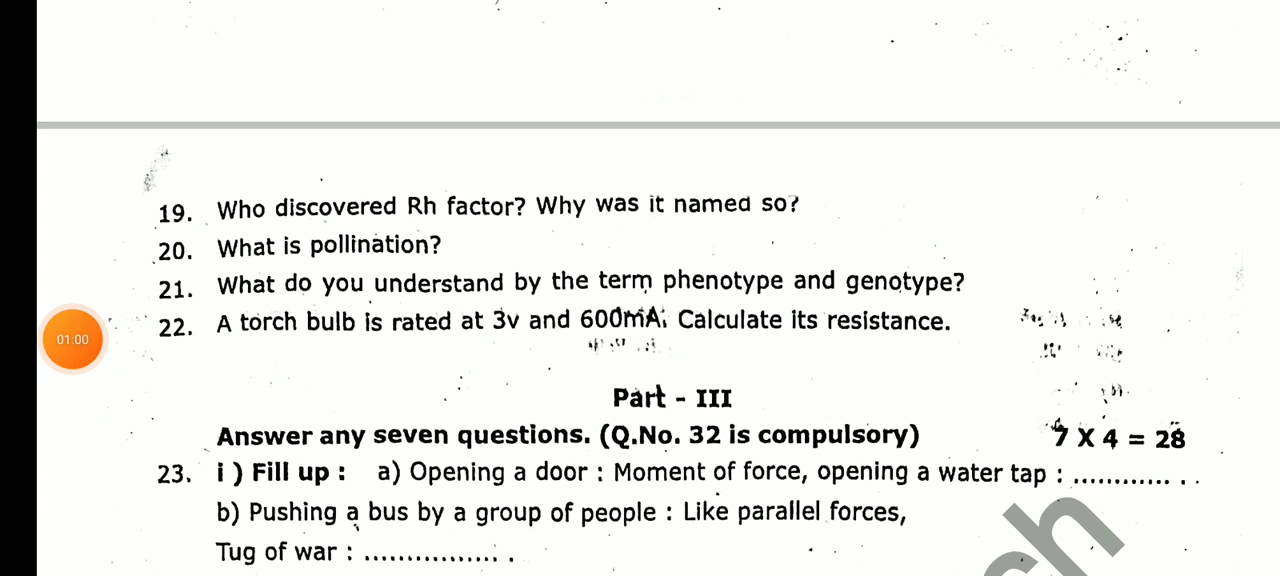 19. Who discovered Rh factor? Why was it named so?
20. What is pollination?
21. What do you understand by the term phenotype and genotype?
22. A torch bulb is rated at 3v and 600mA. Calculate its resistance.
01:00
Part - III
Answer any seven questions. (Q.No. 32 is compulsory) 7 X 4 = 28
23. i ) Fill up : a) Opening a door : Moment of force, opening a water tap : ..............
b) Pushing a bus by a group of people : Like parallel forces,
Tug of war : .................